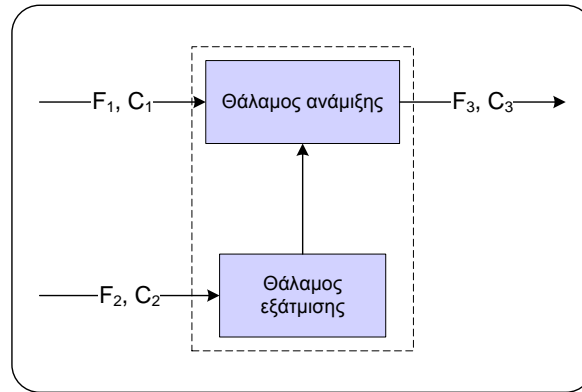 F₁, C₁
Θάλαμος ανάμιξης
F₃, C₃
F₂, C₂
Θάλαμος
εξάτμισης